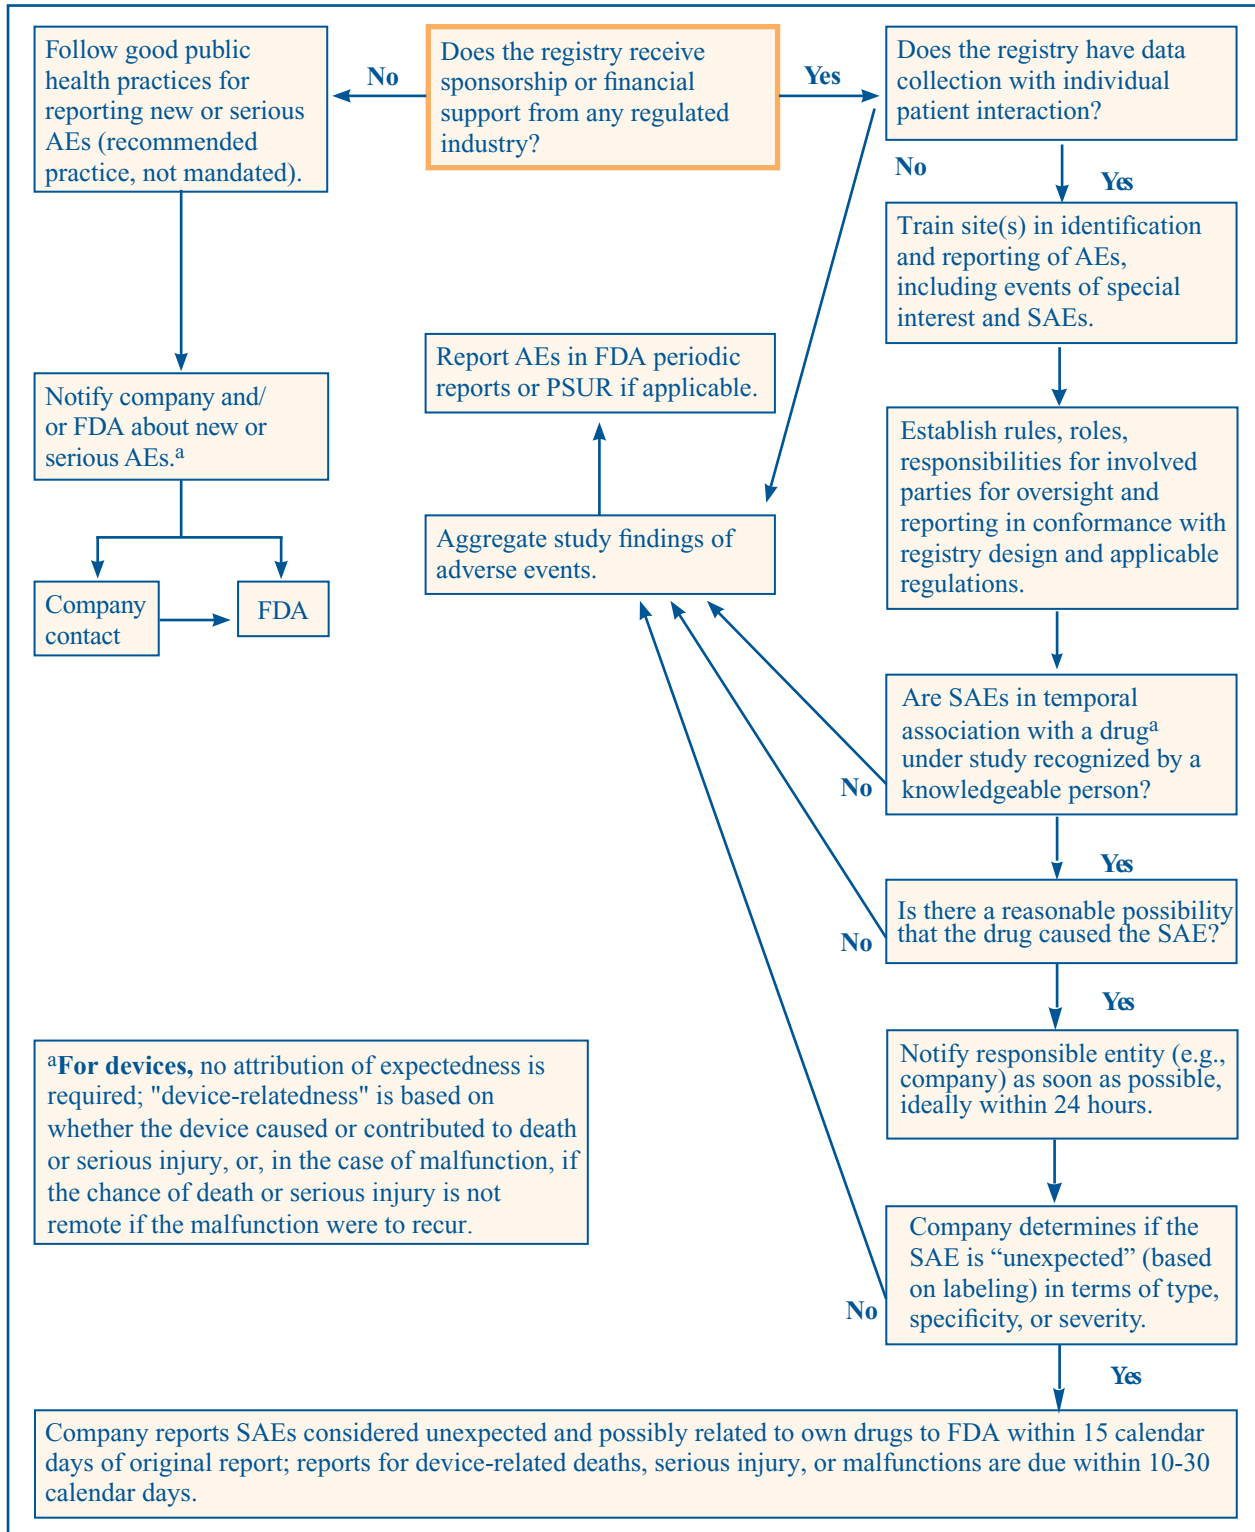 Follow good public
health practices for
reporting new or serious
AEs (recommended
practice, not mandated).
No
Does the registry receive
sponsorship or financial
support from any regulated
industry?
Yes
Does the registry have data
collection with individual
patient interaction?
No
Yes
Train site(s) in identification
and reporting of AEs,
including events of special
interest and SAEs.
Report AEs in FDA periodic
reports or PSUR if applicable.
Notify company and/
or FDA about new or
serious AEs.a
Establish rules, roles,
responsibilities for involved
parties for oversight and
reporting in conformance with
registry design and applicable
regulations.
Aggregate study findings of
adverse events.
Company
contact
FDA
Are SAEs in temporal
association with a druga
under study recognized by a
knowledgeable person?
No
Yes
Is there a reasonable possibility
that the drug caused the SAE?
No
Yes
Notify responsible entity (e.g.,
company) as soon as possible,
ideally within 24 hours.
aFor devices, no attribution of expectedness is
required; "device-relatedness" is based on
whether the device caused or contributed to death
or serious injury, or, in the case of malfunction, if
the chance of death or serious injury is not
remote if the malfunction were to recur.
Company determines if the
SAE is “unexpected” (based
on labeling) in terms of type,
specificity, or severity.
No
Yes
Company reports SAEs considered unexpected and possibly related to own drugs to FDA within 15 calendar
days of original report; reports for device-related deaths, serious injury, or malfunctions are due within 10-30
calendar days.